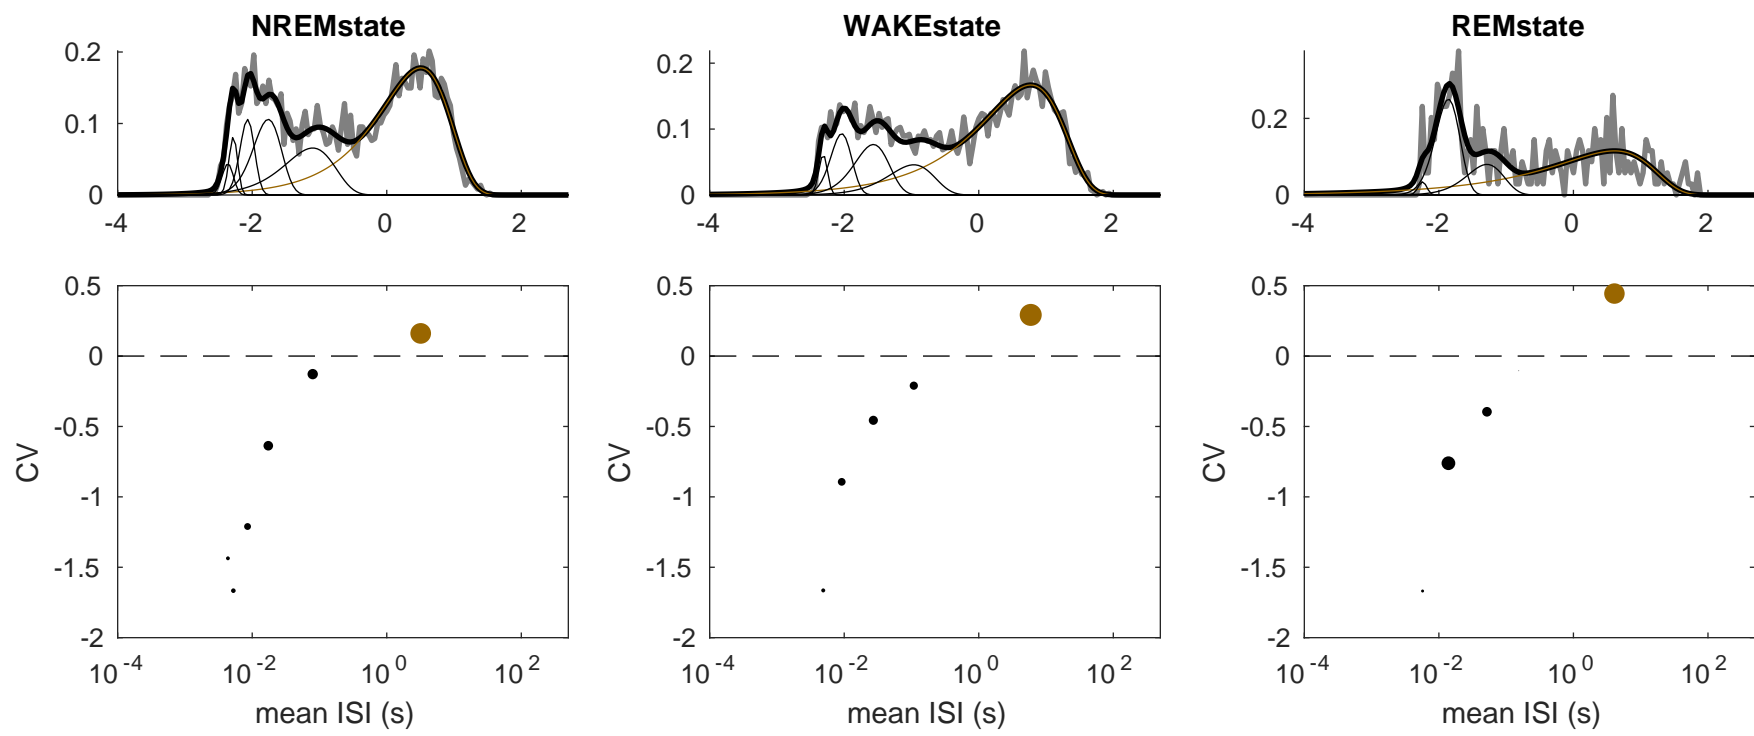 NREMstate WAKEstate REMstate
0.2 0.2 0.2
0.1 0.1
0 0 0
-4 -2 0 2 -4 -2 0 2 -4 -2 0 2
0.5 0.5 0.5
0 0 0
-0.5 -0.5 -0.5
-1 -1 -1
-1.5 -1.5 -1.5
-2 -2 -2
CV CV CV
10^-4 10^-2 10^0 10^2 10^-4 10^-2 10^0 10^2 10^-4 10^-2 10^0 10^2
mean ISI (s) mean ISI (s) mean ISI (s)